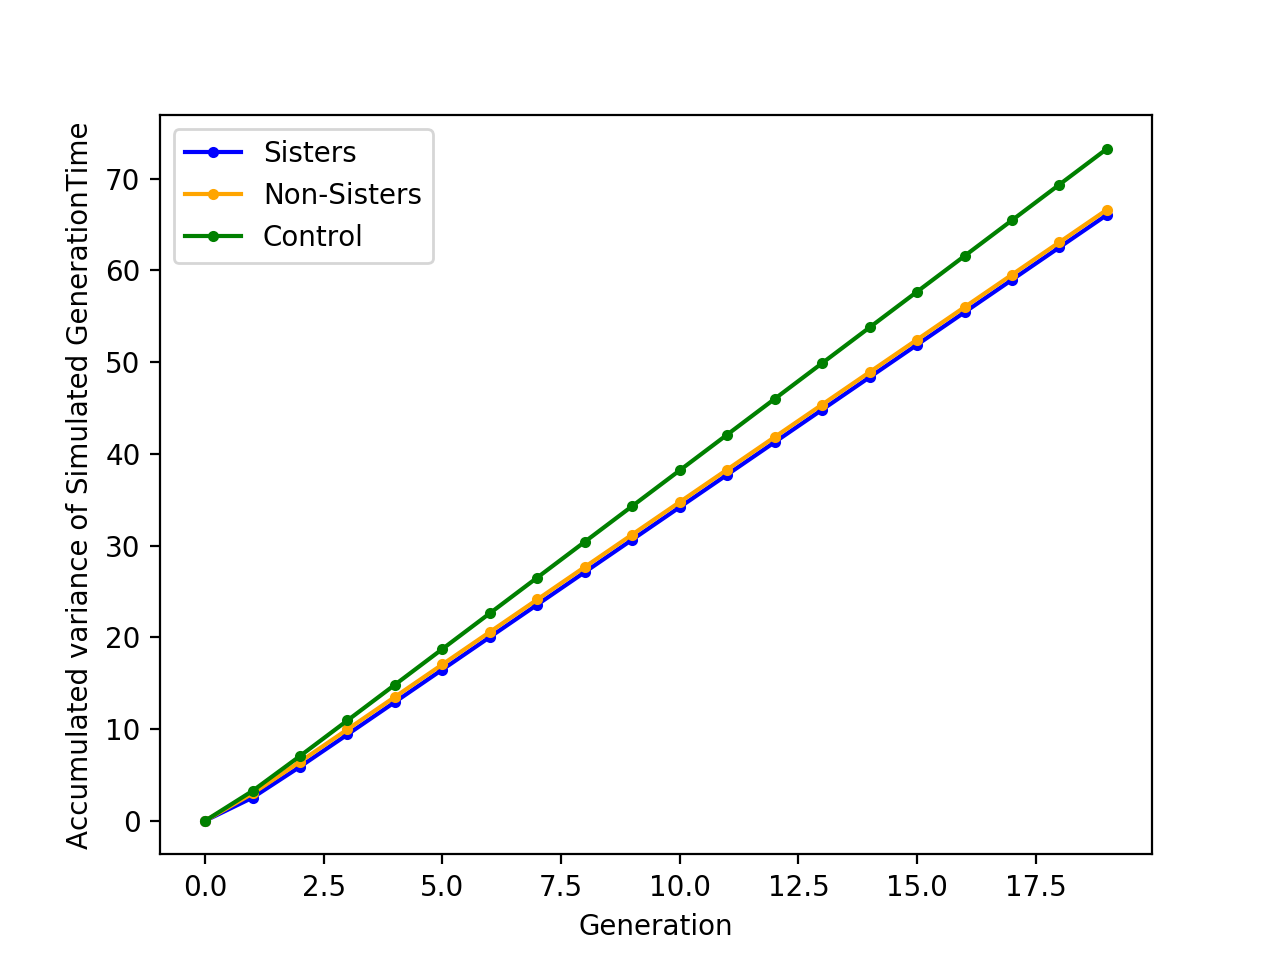 Sisters
Non-Sisters
Control
Accumulated variance of Simulated GenerationTime
70
60
50
40
30
20
10
0
0.0 2.5 5.0 7.5 10.0 12.5 15.0 17.5
Generation